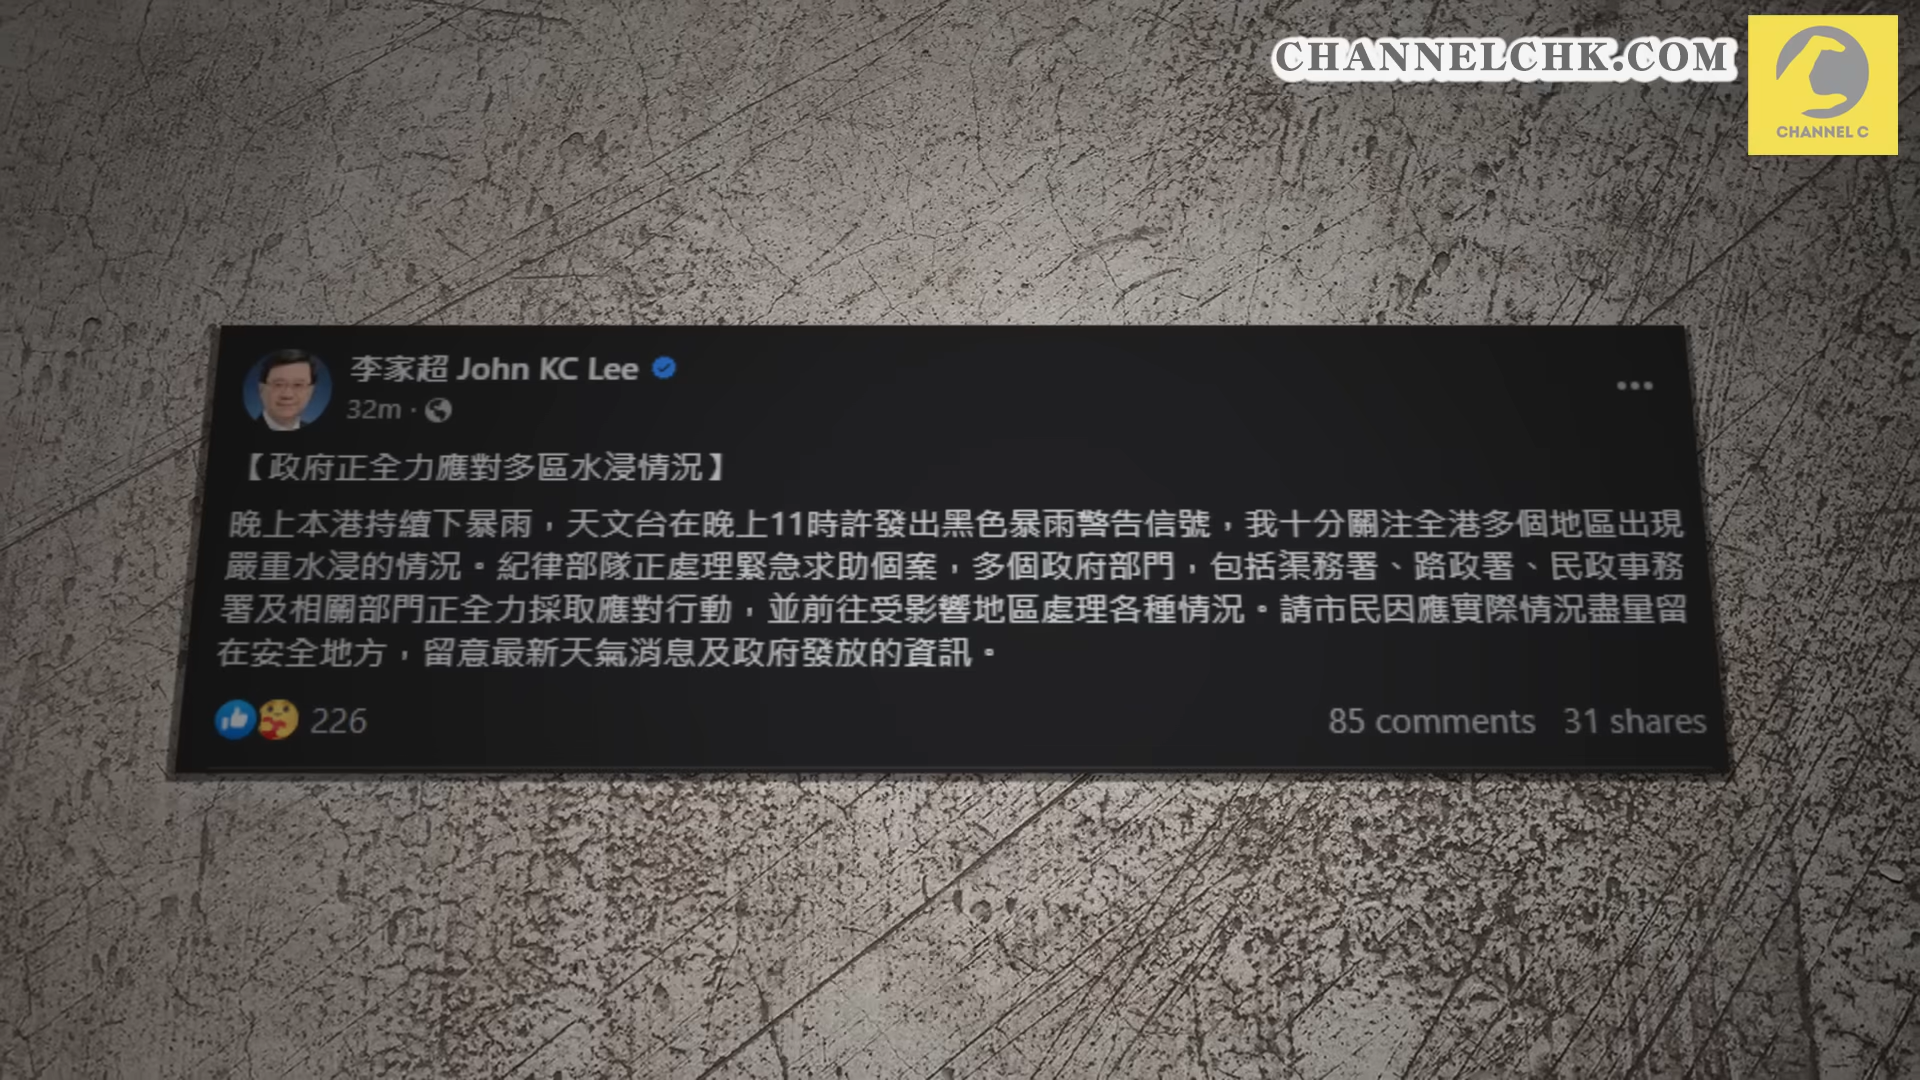 CHANNELCHK.COM
CHANNEL C
李家超 John KC Lee
32m ·
【政府正全力應對多區水浸情況】
晚上本港持續下暴雨，天文台在晚上11時許發出黑色暴雨警告信號，我十分關注全港多個地區出現
嚴重水浸的情況。紀律部隊正處理緊急求助個案，多個政府部門，包括渠務署、路政署、民政事務
署及相關部門正全力採取應對行動，並前往受影響地區處理各種情況。請市民因應實際情況盡量留
在安全地方，留意最新天氣消息及政府發放的資訊。
226
85 comments 31 shares